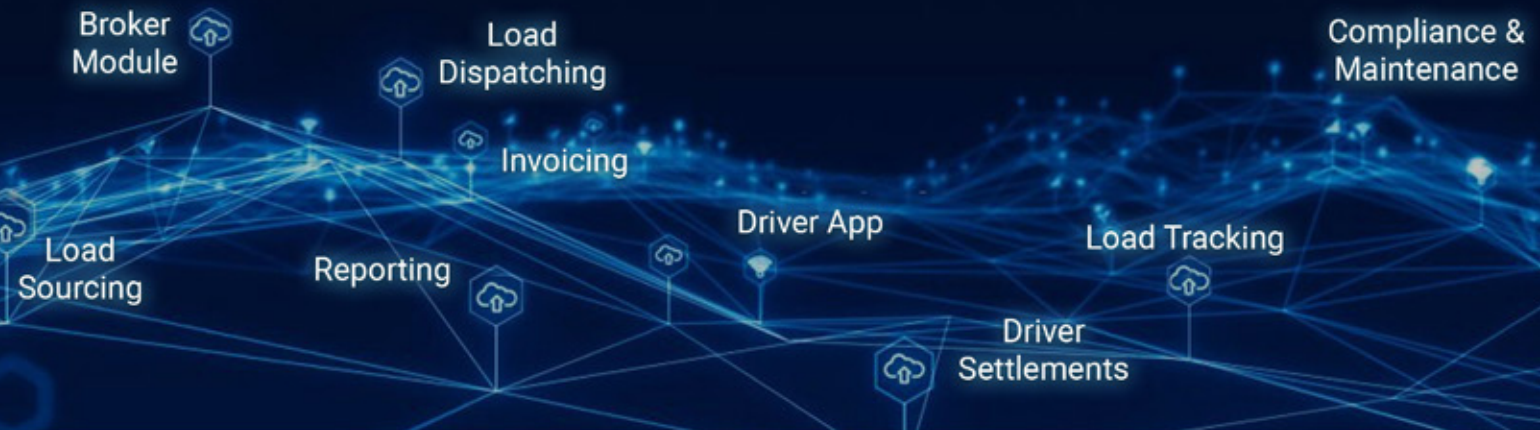 Broker
Module
Load
Dispatching
Compliance &
Maintenance
Invoicing
Driver App
Load Tracking
Load
Sourcing
Reporting
Driver
Settlements